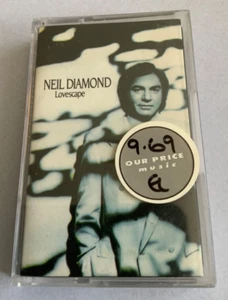 NEIL DIAMOND
Lovescape
9.69
OUR PRICE
music